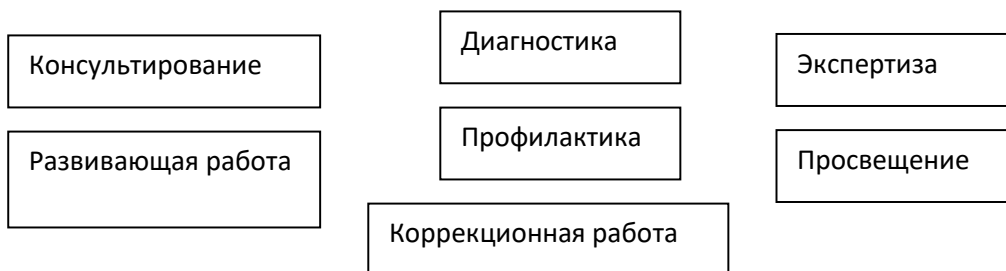 Консультирование
Диагностика
Экспертиза
Развивающая работа
Профилактика
Просвещение
Коррекционная работа